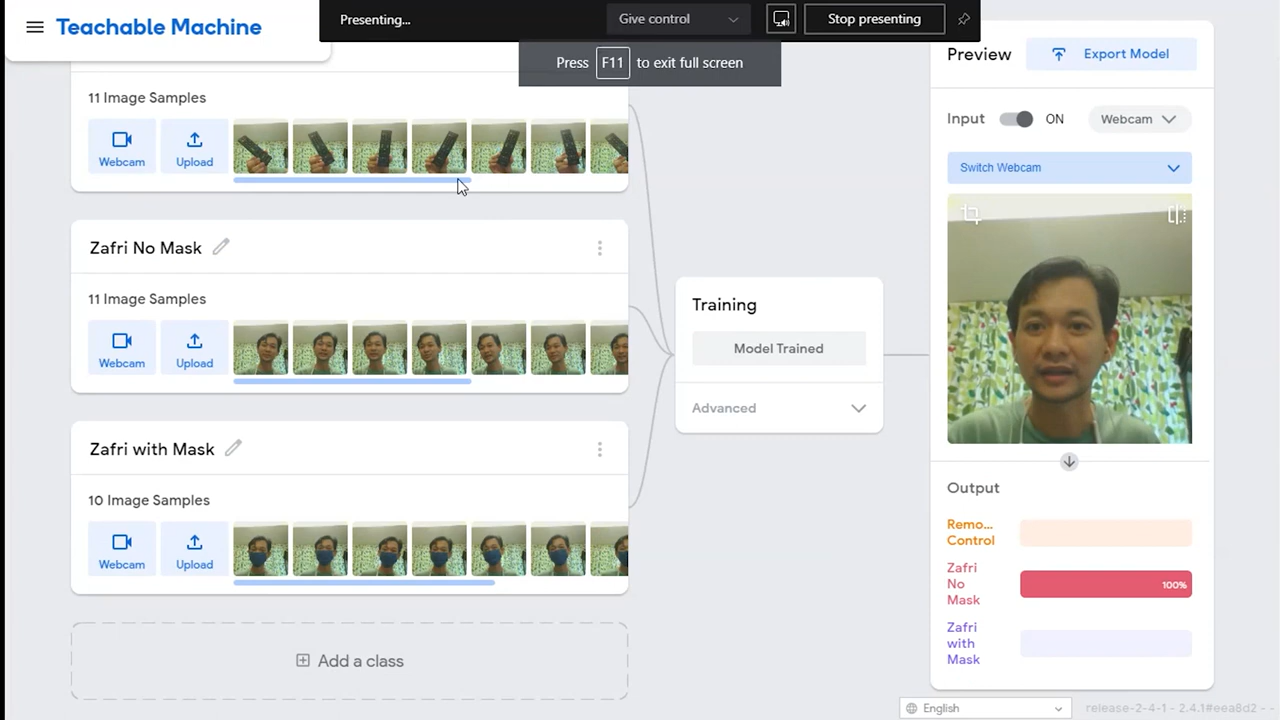 Teachable Machine
Presenting...
Give control
Stop presenting
Press F11 to exit full screen
11 Image Samples
Webcam
Upload
Zafri No Mask
11 Image Samples
Webcam
Upload
Zafri with Mask
10 Image Samples
Webcam
Upload
Add a class
Training
Model Trained
Advanced
Preview
Export Model
Input
ON
Webcam
Switch Webcam
Output
Remo...
Control
Zafri
No
Mask
100%
Zafri
with
Mask
English
release-2-4-1 - 2.4.1#eea8d2 - -